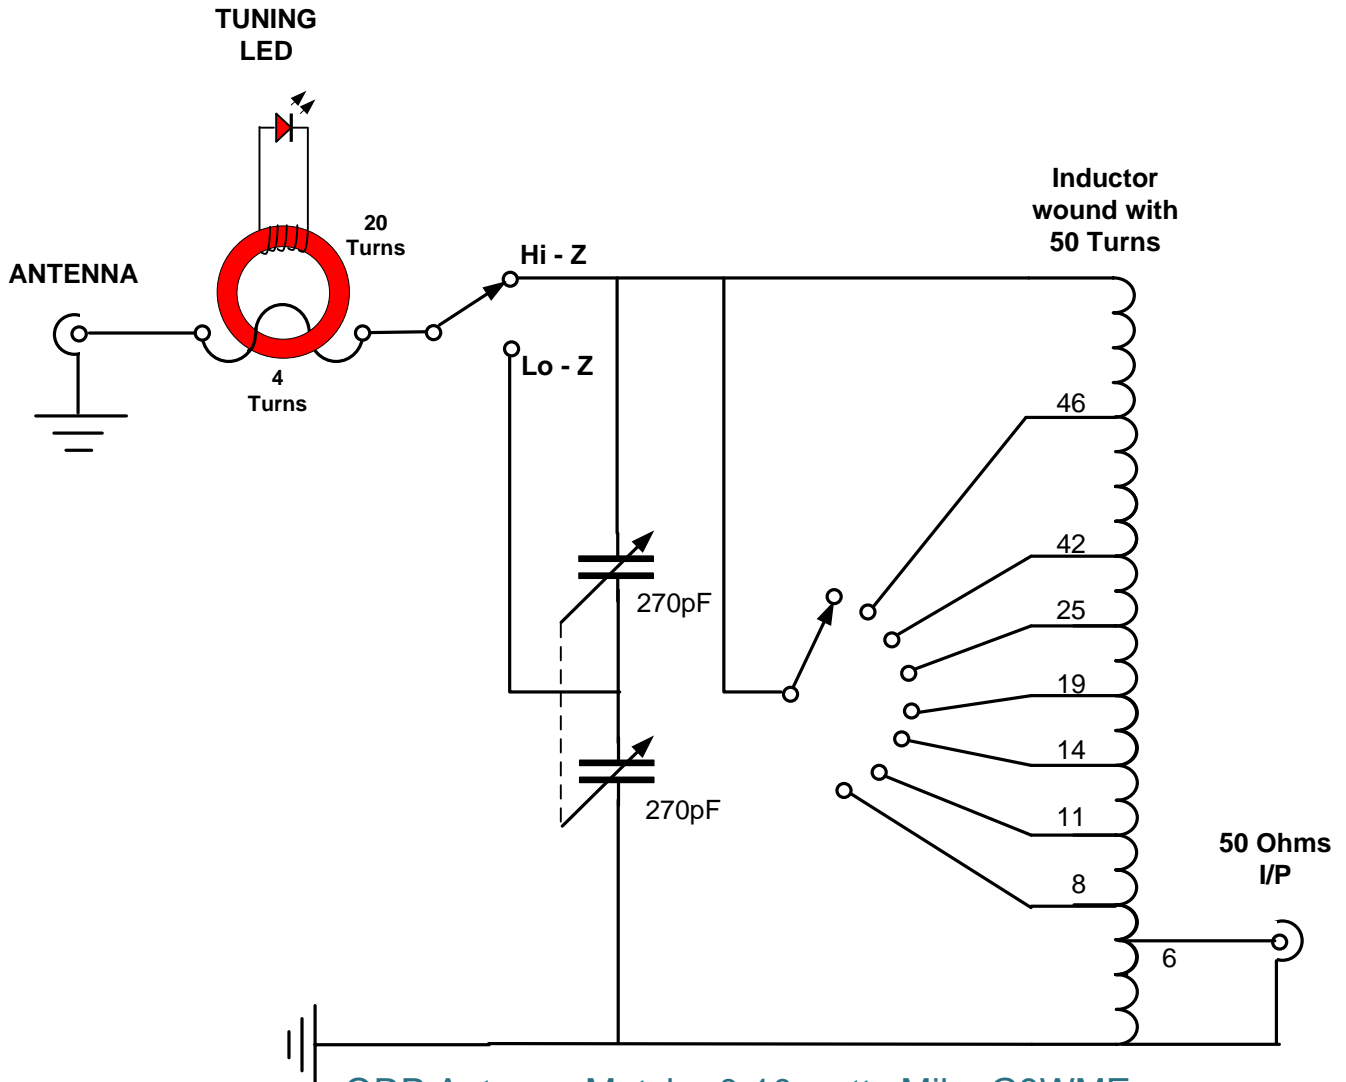 TUNING
LED
20
Turns
ANTENNA
4
Turns
Hi - Z
Lo - Z
270pF
270pF
Inductor
wound with
50 Turns
46
42
25
19
14
11
8
6
50 Ohms
I/P